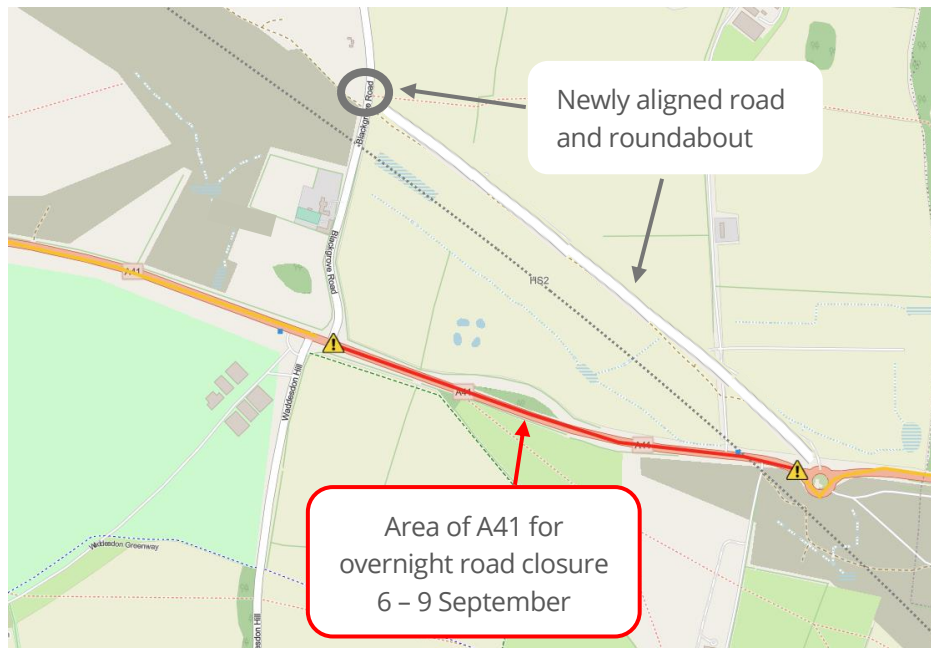 Blackgrove Road
Newly aligned road
and roundabout
Blackgrove Road
A41
HS2
Waddesdon Hill
A41
A41
Area of A41 for
overnight road closure
6 – 9 September
Waddesdon Greenway
Waddesdon Hill